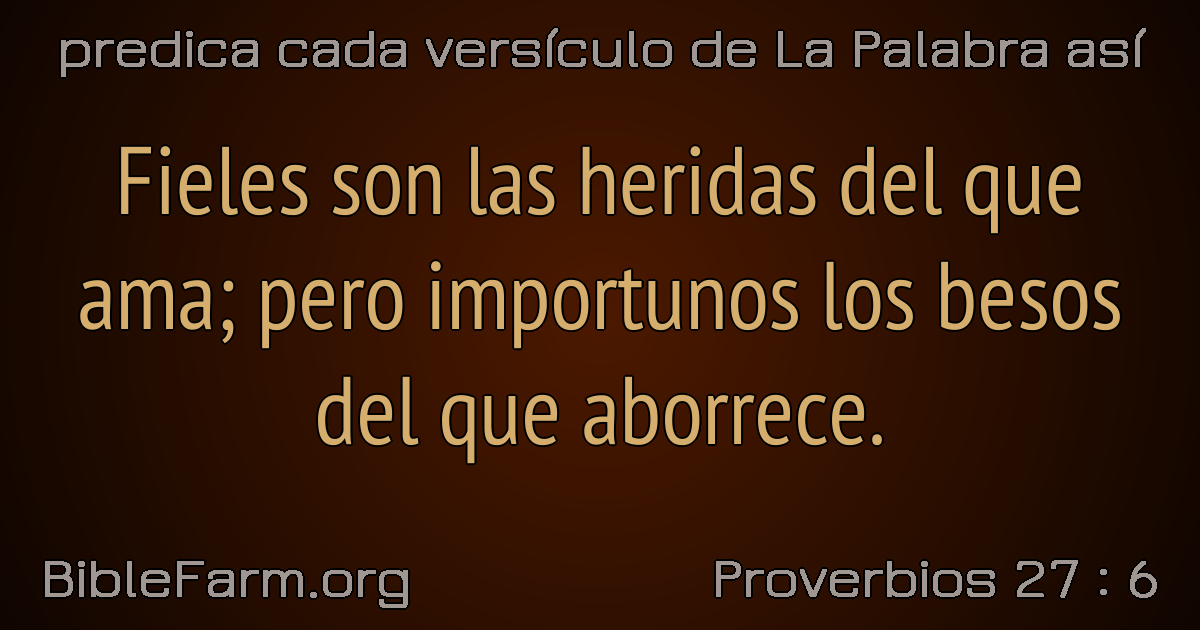 predica cada versículo de La Palabra así
Fieles son las heridas del que
ama; pero importunos los besos
del que aborrece.
BibleFarm.org
Proverbios 27 : 6